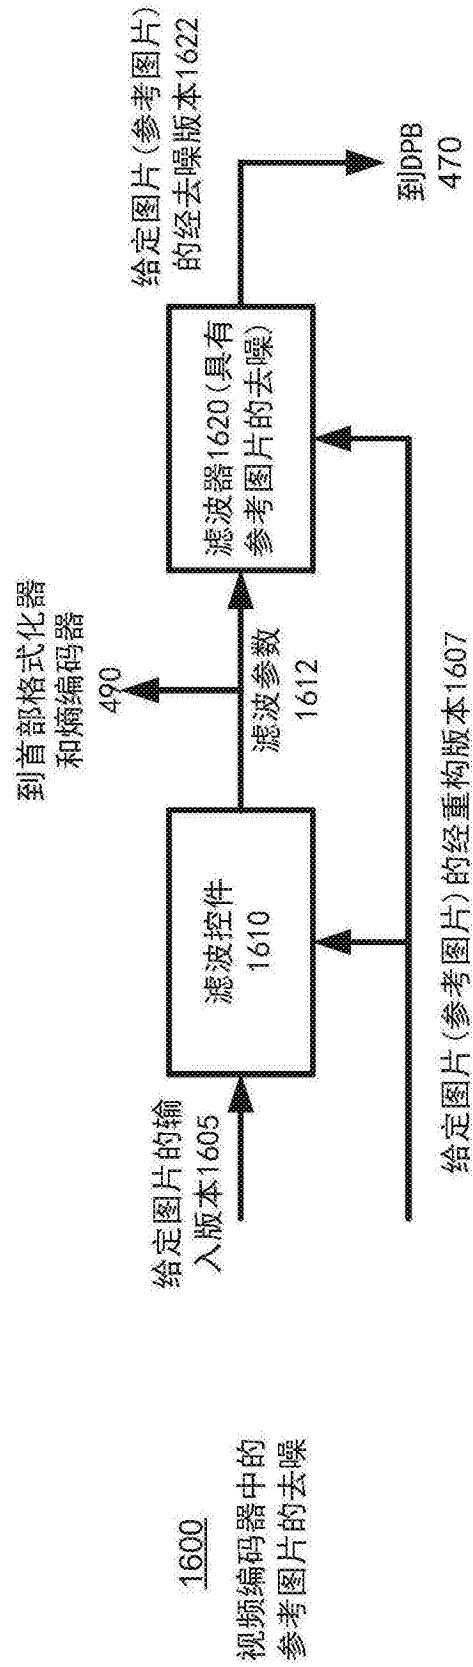 1600
视频编码器中的
参考图片的去噪
给定图片的输
入版本1605
滤波控件
1610
到首部格式化器
和熵编码器
490
滤波参数
1612
滤波器1620(具有
参考图片的去噪)
给定图片(参考图片)
的经去噪版本1622
到DPB
470
给定图片(参考图片)的经重构版本1607